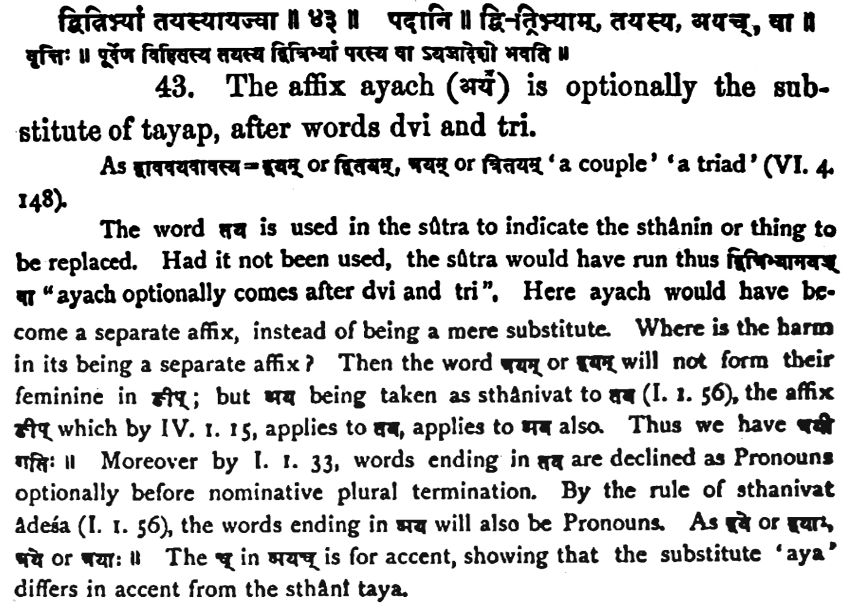 द्वित्रिभ्यां तयस्यायज्वा ॥ ४३ ॥ पदानि ॥ द्वि-त्रिभ्याम्, तयस्य, अयच्, वा ॥
वृत्तिः ॥ पूर्वेण विहितस्य तयस्य द्वित्रिभ्यां परस्य वा ऽयजादेशो भवति ॥
43. The affix ayach (अयँ) is optionally the sub-
stitute of tayap, after words dvi and tri.
As द्वाववयवावस्य=द्वयम् or द्वितयम्, त्रयम् or त्रितयम् 'a couple' 'a triad' (VI. 4.
148).
The word तय is used in the sûtra to indicate the sthânin or thing to
be replaced. Had it not been used, the sûtra would have run thus द्वित्रिभ्यामयज्
वा "ayach optionally comes after dvi and tri". Here ayach would have be-
come a separate affix, instead of being a mere substitute. Where is the harm
in its being a separate affix? Then the word त्रयम् or द्वयम् will not form their
feminine in ङीप्; but अय being taken as sthânivat to तय (I. 1. 56), the affix
ङीप् which by IV. 1. 15, applies to तय, applies to अय also. Thus we have त्रयी
गतिः ॥ Moreover by I. 1. 33, words ending in तय are declined as Pronouns
optionally before nominative plural termination. By the rule of sthanivat
âdeśa (I. 1. 56), the words ending in अय will also be Pronouns. As द्वये or द्वयाः,
त्रये or त्रयाः ॥ The च् in अयच् is for accent, showing that the substitute 'aya'
differs in accent from the sthânî taya.